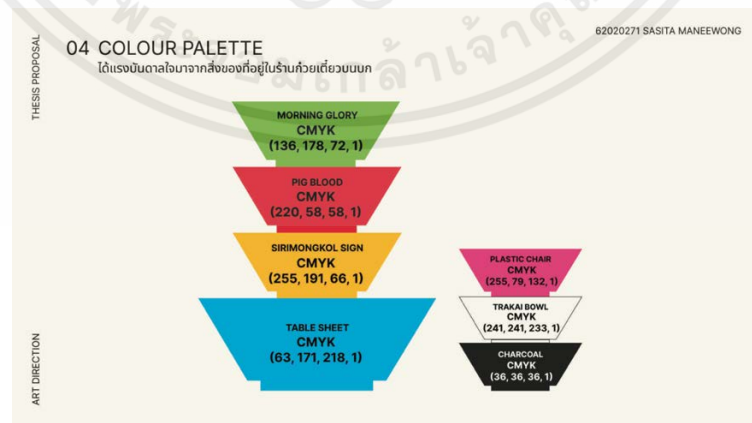 62020271 SASITA MANEEWONG
THESIS PROPOSAL
04 COLOUR PALETTE
ได้แรงบันดาลใจมาจากสิ่งของที่อยู่ในร้านก๋วยเตี๋ยวบนบก
MORNING GLORY
CMYK
(136, 178, 72, 1)
PIG BLOOD
CMYK
(220, 58, 58, 1)
SIRIMONGKOL SIGN
CMYK
(255, 191, 66, 1)
TABLE SHEET
CMYK
(63, 171, 218, 1)
PLASTIC CHAIR
CMYK
(255, 79, 132, 1)
TRAKAI BOWL
CMYK
(241, 241, 233, 1)
CHARCOAL
CMYK
(36, 36, 36, 1)
ART DIRECTION